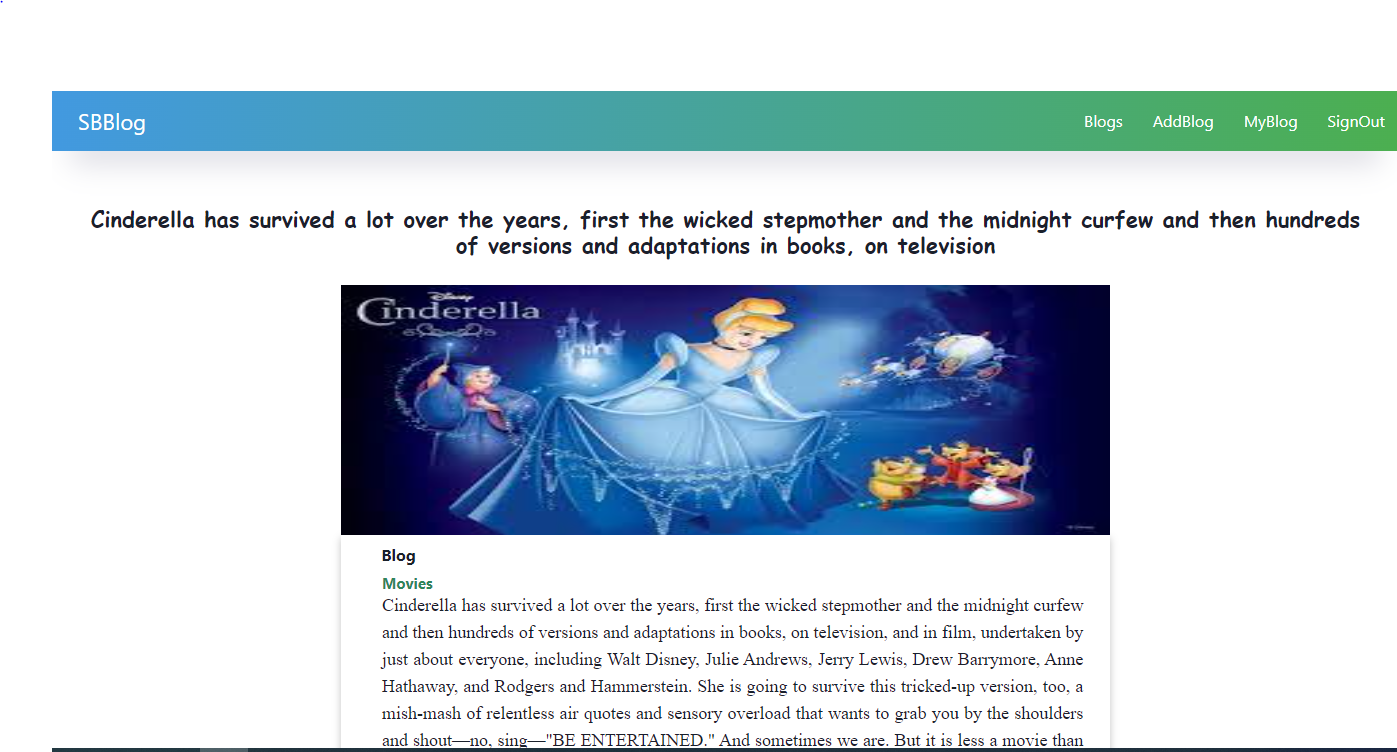 SBBlog
Blogs AddBlog MyBlog SignOut
Cinderella has survived a lot over the years, first the wicked stepmother and the midnight curfew and then hundreds
of versions and adaptations in books, on television
Disney
Cinderella
Blog
Movies
Cinderella has survived a lot over the years, first the wicked stepmother and the midnight curfew
and then hundreds of versions and adaptations in books, on television, and in film, undertaken by
just about everyone, including Walt Disney, Julie Andrews, Jerry Lewis, Drew Barrymore, Anne
Hathaway, and Rodgers and Hammerstein. She is going to survive this tricked-up version, too, a
mish-mash of relentless air quotes and sensory overload that wants to grab you by the shoulders
and shout—no, sing—"BE ENTERTAINED." And sometimes we are. But it is less a movie than